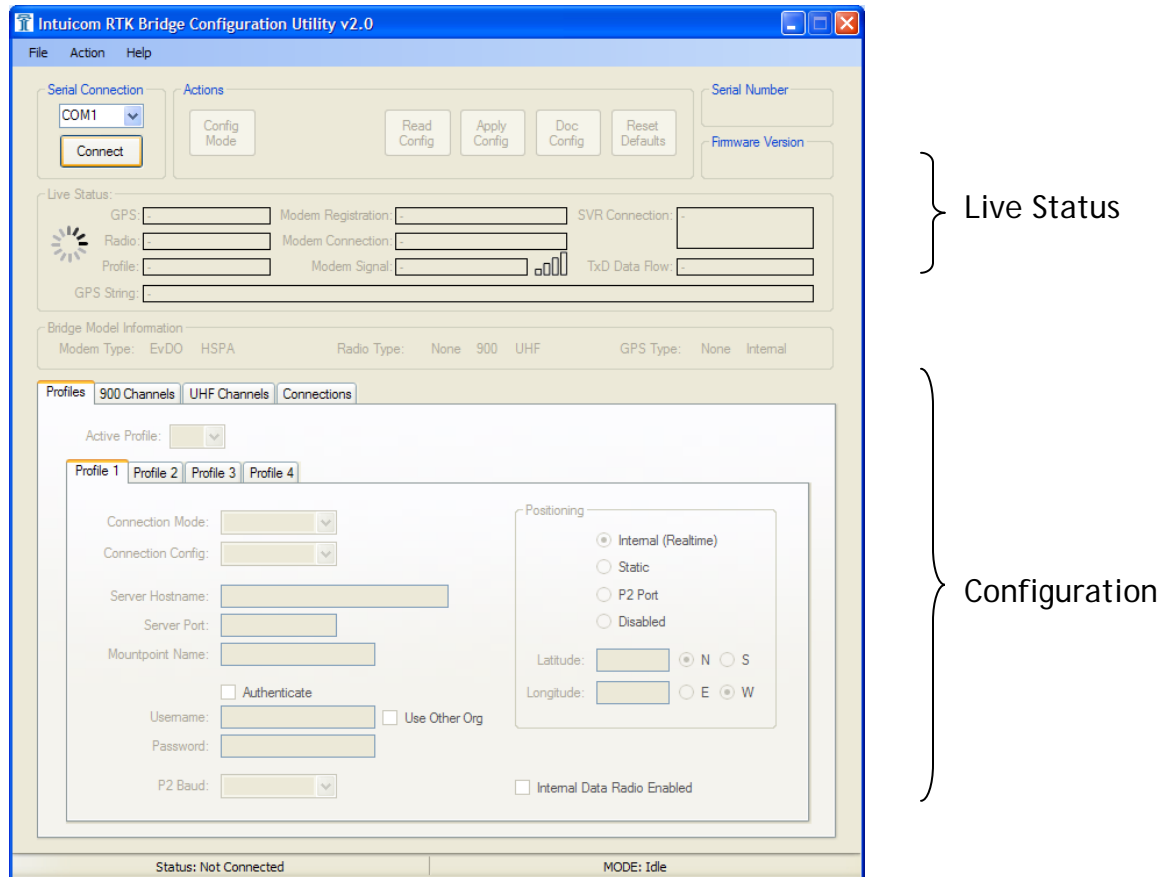 Intuicom RTK Bridge Configuration Utility v2.0
File Action Help
Serial Connection Actions Serial Number
COM1
Connect
Config Mode
Read Config
Apply Config
Doc Config
Reset Defaults
Firmware Version
Live Status:
GPS: - Modem Registration: - SVR Connection: -
Radio: - Modem Connection: -
Profile: - Modem Signal: - TxD Data Flow: -
GPS String: -
Live Status
Bridge Model Information
Modem Type: EvDO HSPA Radio Type: None 900 UHF GPS Type: None Internal
Profiles 900 Channels UHF Channels Connections
Active Profile:
Profile 1 Profile 2 Profile 3 Profile 4
Connection Mode:
Connection Config:
Server Hostname:
Server Port:
Mountpoint Name:
Authenticate
Username: Use Other Org
Password:
P2 Baud:
Positioning
Internal (Realtime)
Static
P2 Port
Disabled
Latitude: N S
Longitude: E W
Internal Data Radio Enabled
Configuration
Status: Not Connected MODE: Idle